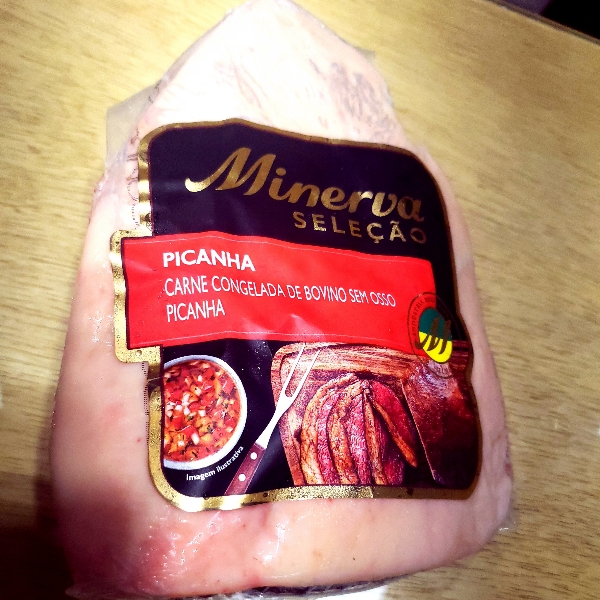 Minerva
SELEÇÃO
PICANHA
CARNE CONGELADA DE BOVINO SEM OSSO
PICANHA
Imagem ilustrativa